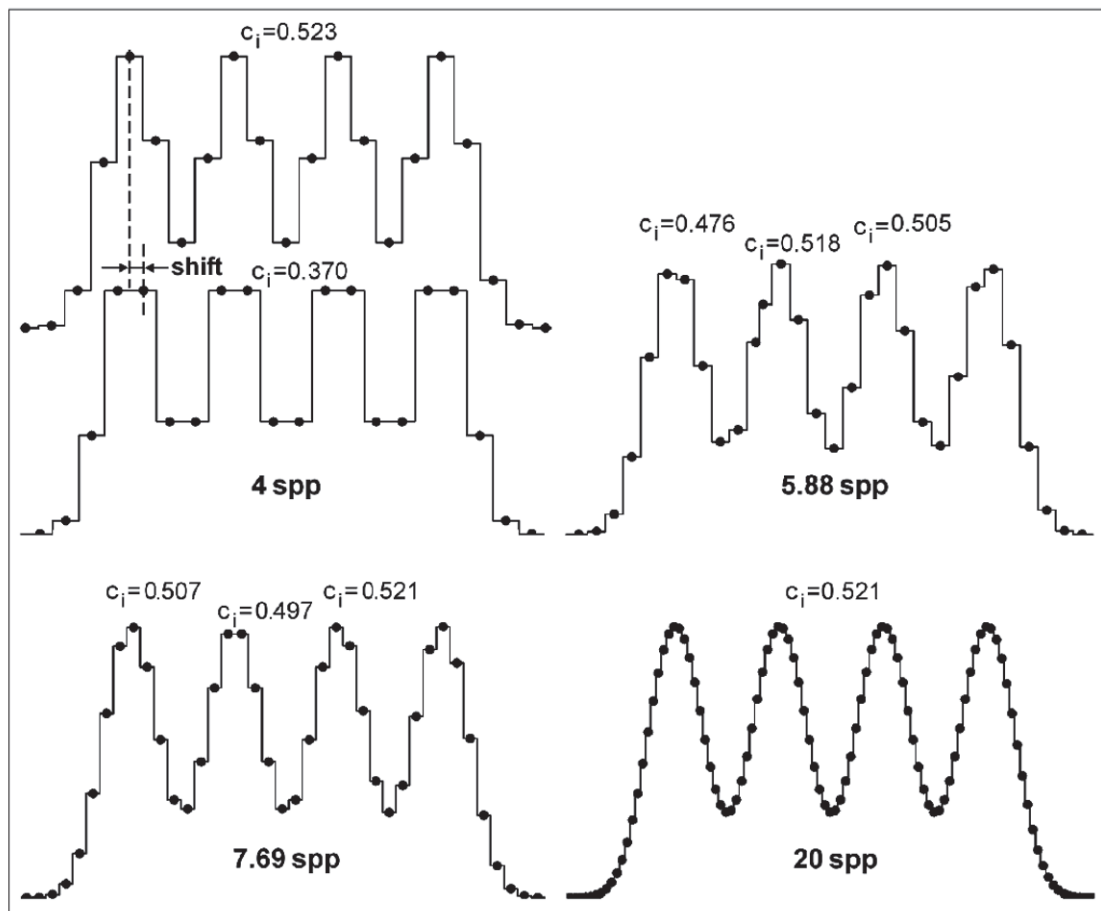 c_i=0.523
shift
c_i=0.370
4 spp
c_i=0.476
c_i=0.518
c_i=0.505
5.88 spp
c_i=0.507
c_i=0.497
c_i=0.521
7.69 spp
c_i=0.521
20 spp